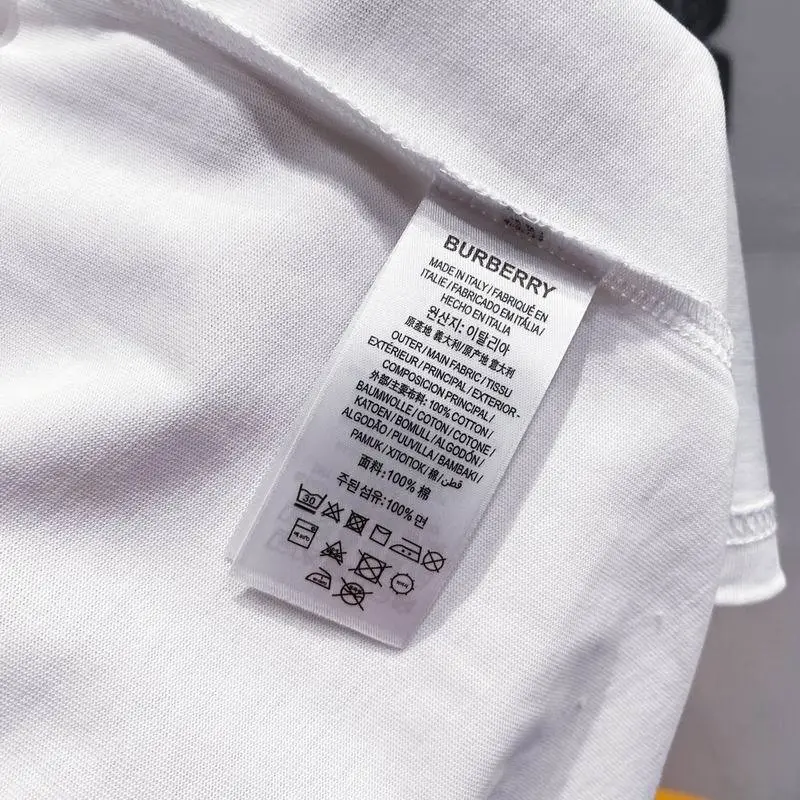 BURBERRY
MADE IN ITALY / FABRIQUÉ EN
ITALIE / FABRICADO EM ITÁLIA /
HECHO EN ITALIA
원산지: 이탈리아
原產地 義大利/原产地 意大利
OUTER / MAIN FABRIC / TISSU
EXTÉRIEUR / PRINCIPAL / EXTERIOR-
COMPOSICION PRINCIPAL /
外部/主要布料: 100% COTTON /
BAUMWOLLE / COTON / COTONE /
KATOEN / BOMULL / ALGODÓN /
ALGODÃO / PUUVILLA / BAMBAKI /
PAMUK / ХЛОПОК / 棉 / قطن
面料: 100% 棉
주된섬유: 100% 면
30